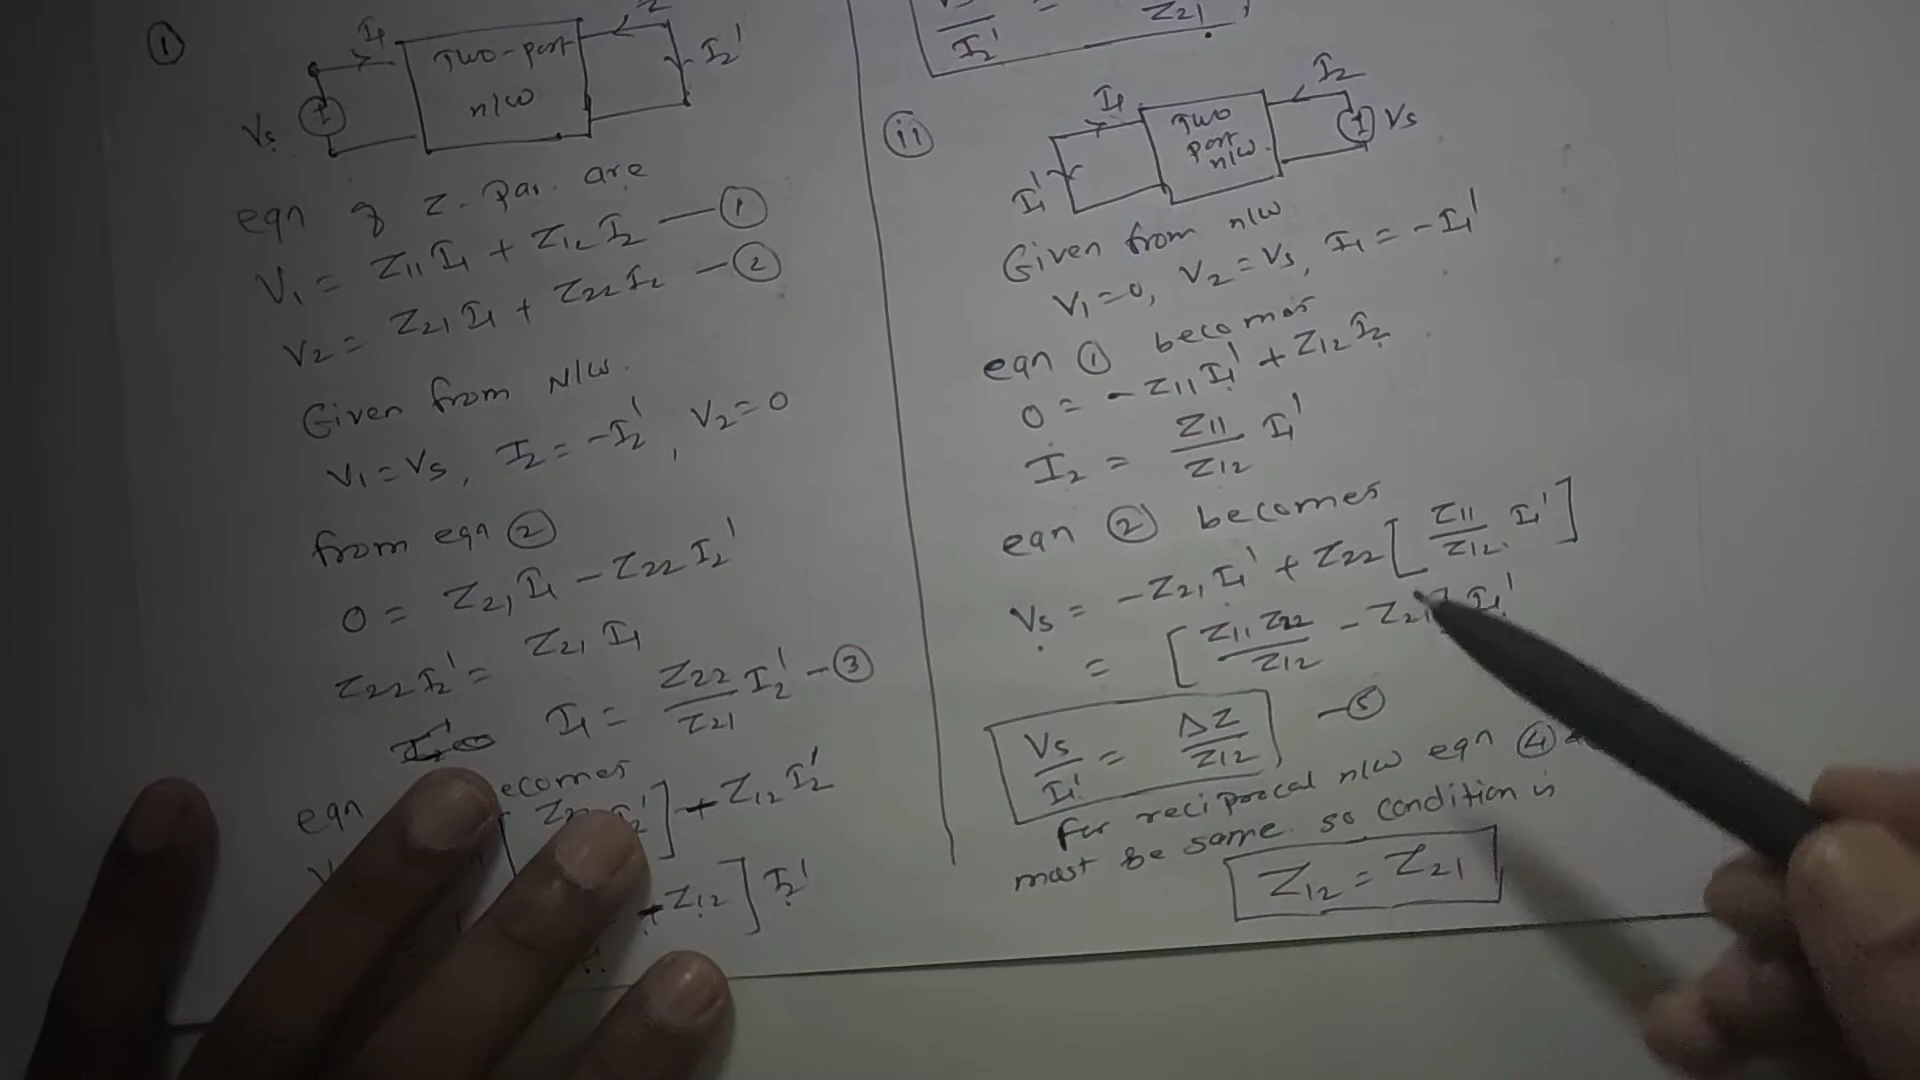 ①
I1
2
Two-port
n/w
I2'
Vs
eqn of Z-Par. are
V1 = Z11 I1 + Z12 I2 — ①
V2 = Z21 I1 + Z22 I2 — ②
Given from N/W.
V1 = Vs, I2 = -I2', V2 = 0
from eqn ②
0 = Z21 I1 - Z22 I2'
Z22 I2' = Z21 I1
I1 = Z22/Z21 I2' — ③
eqn becomes
I2'] + Z12 I2'
Z12] I2'
Vs/I2' = Z21
ii
I1
Two
port
n/w.
I2
Vs
I1'
Given from n/w
V1 = 0, V2 = Vs, I1 = -I1'
eqn ① becomes
0 = -Z11 I1' + Z12 I2
I2 = Z11/Z12 I1'
eqn ② becomes
Vs = -Z21 I1' + Z22 [Z11/Z12 I1']
= [Z11 Z22/Z12 - Z21] I1'
Vs/I1' = ΔZ/Z12 — ⑤
for reciprocal n/w eqn ④
must be same. so condition is
Z12 = Z21